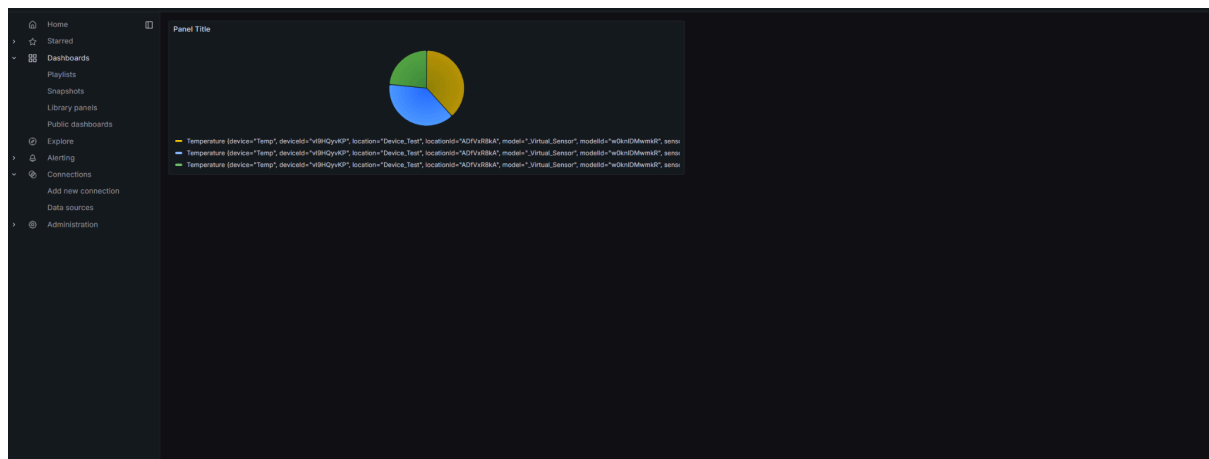 Home
Starred
Dashboards
Playlists
Snapshots
Library panels
Public dashboards
Explore
Alerting
Connections
Add new connection
Data sources
Administration
Panel Title
Temperature {device="Temp", deviceId="vl9HQyvKP", location="Device_Test", locationId="ADfVxR8kA", model="_Virtual_Sensor", modelId="w0knIDMwmkR", sens
Temperature {device="Temp", deviceId="vl9HQyvKP", location="Device_Test", locationId="ADfVxR8kA", model="_Virtual_Sensor", modelId="w0knIDMwmkR", sens
Temperature {device="Temp", deviceId="vl9HQyvKP", location="Device_Test", locationId="ADfVxR8kA", model="_Virtual_Sensor", modelId="w0knIDMwmkR", sens